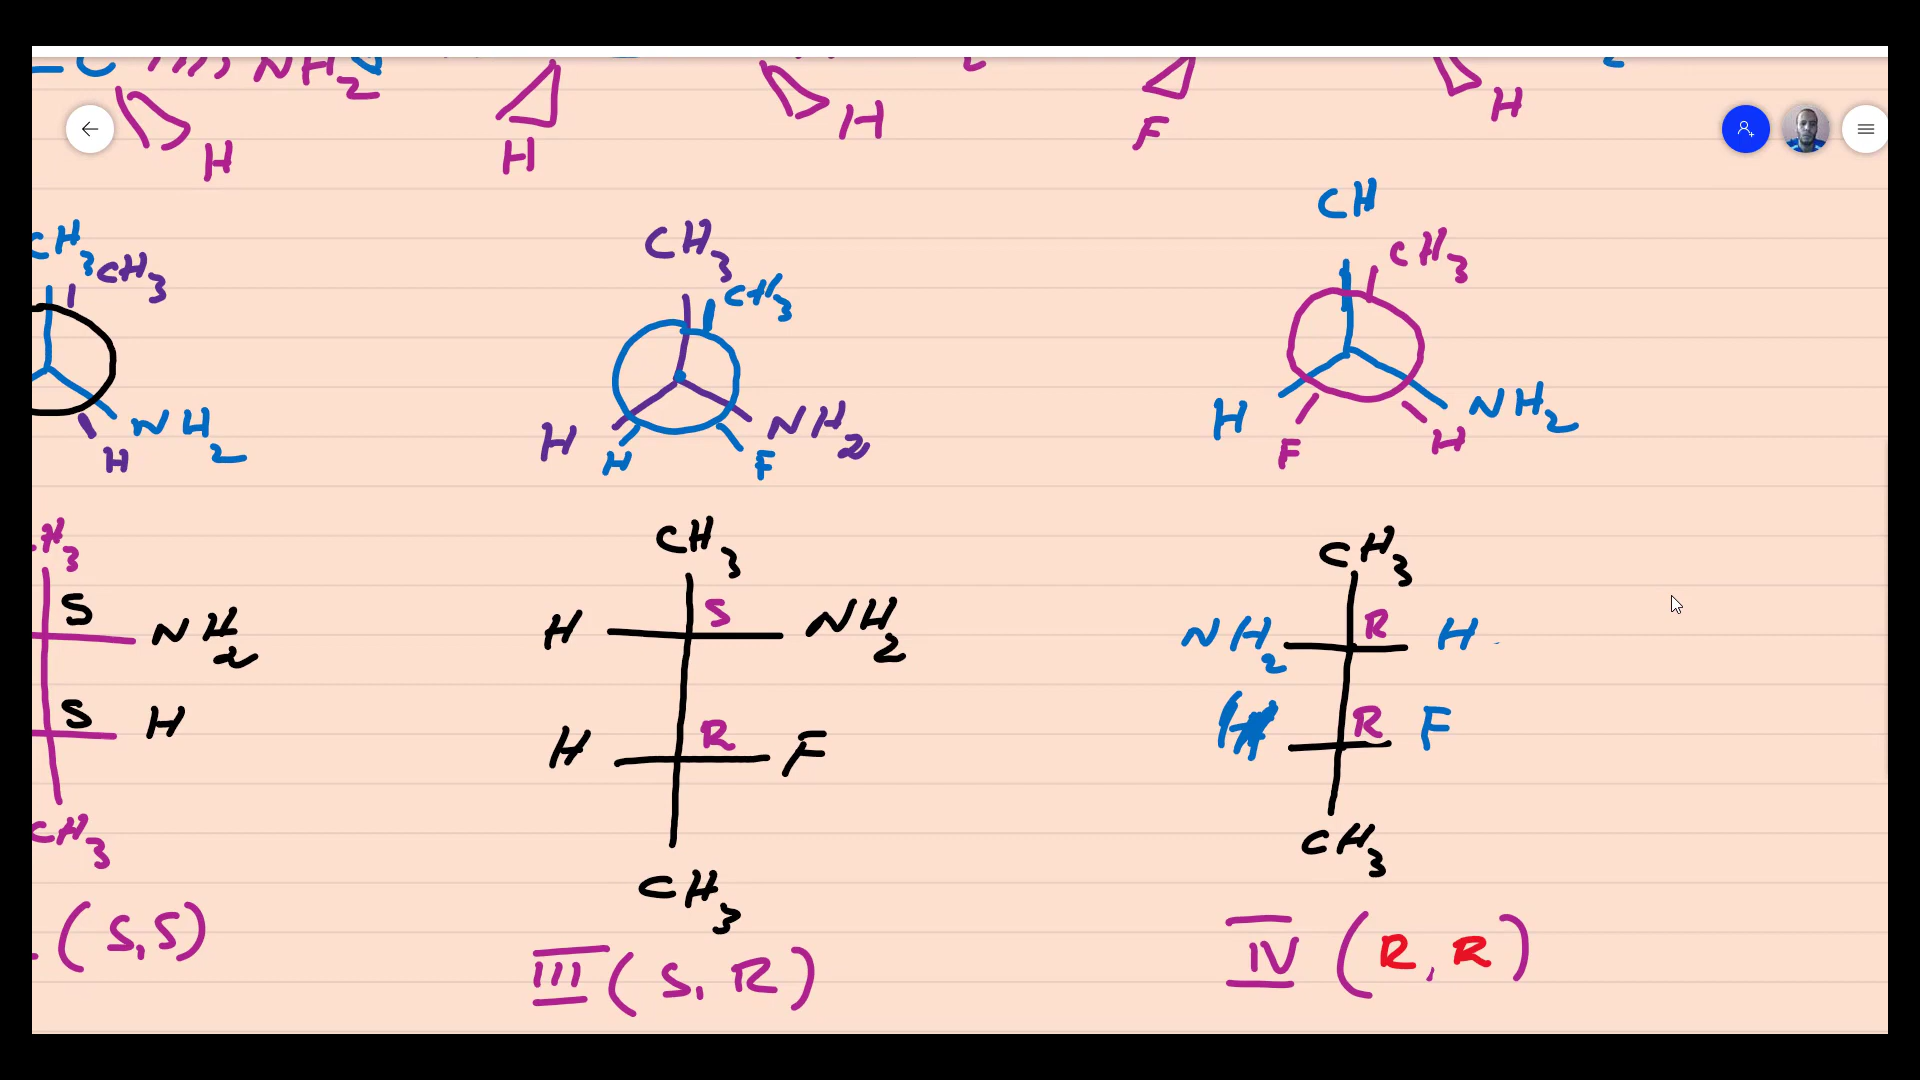 C NH2
H H H F H
CH
CH3 CH3 CH3
CH3 CH3
H NH2 H NH2
NH2 H H F F H
H3 CH3 CH3
S NH2 H S NH2 NH2 R H
S H H R F R F
CH3 CH3 CH3
(S,S) III (S, R) IV (R, R)